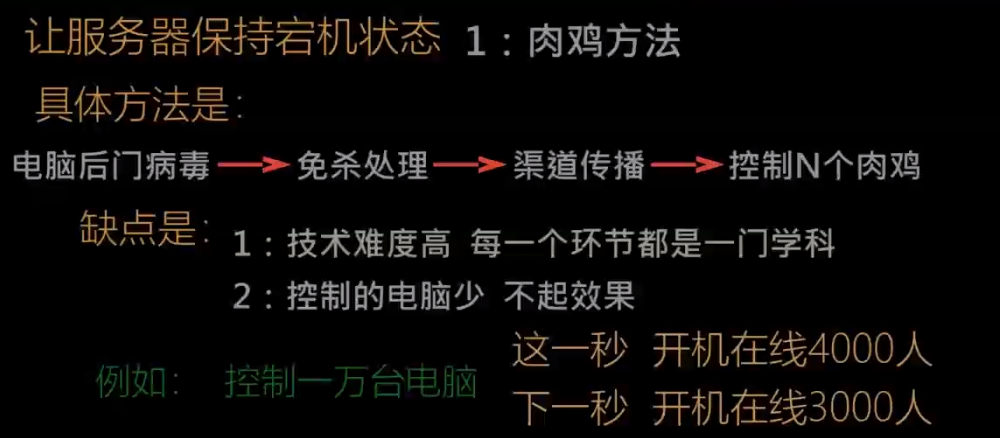 让服务器保持宕机状态 1：肉鸡方法
具体方法是：
电脑后门病毒 免杀处理 渠道传播 控制N个肉鸡
缺点是：
1：技术难度高 每一个环节都是一门学科
2：控制的电脑少 不起效果
例如： 控制一万台电脑
这一秒 开机在线4000人
下一秒 开机在线3000人